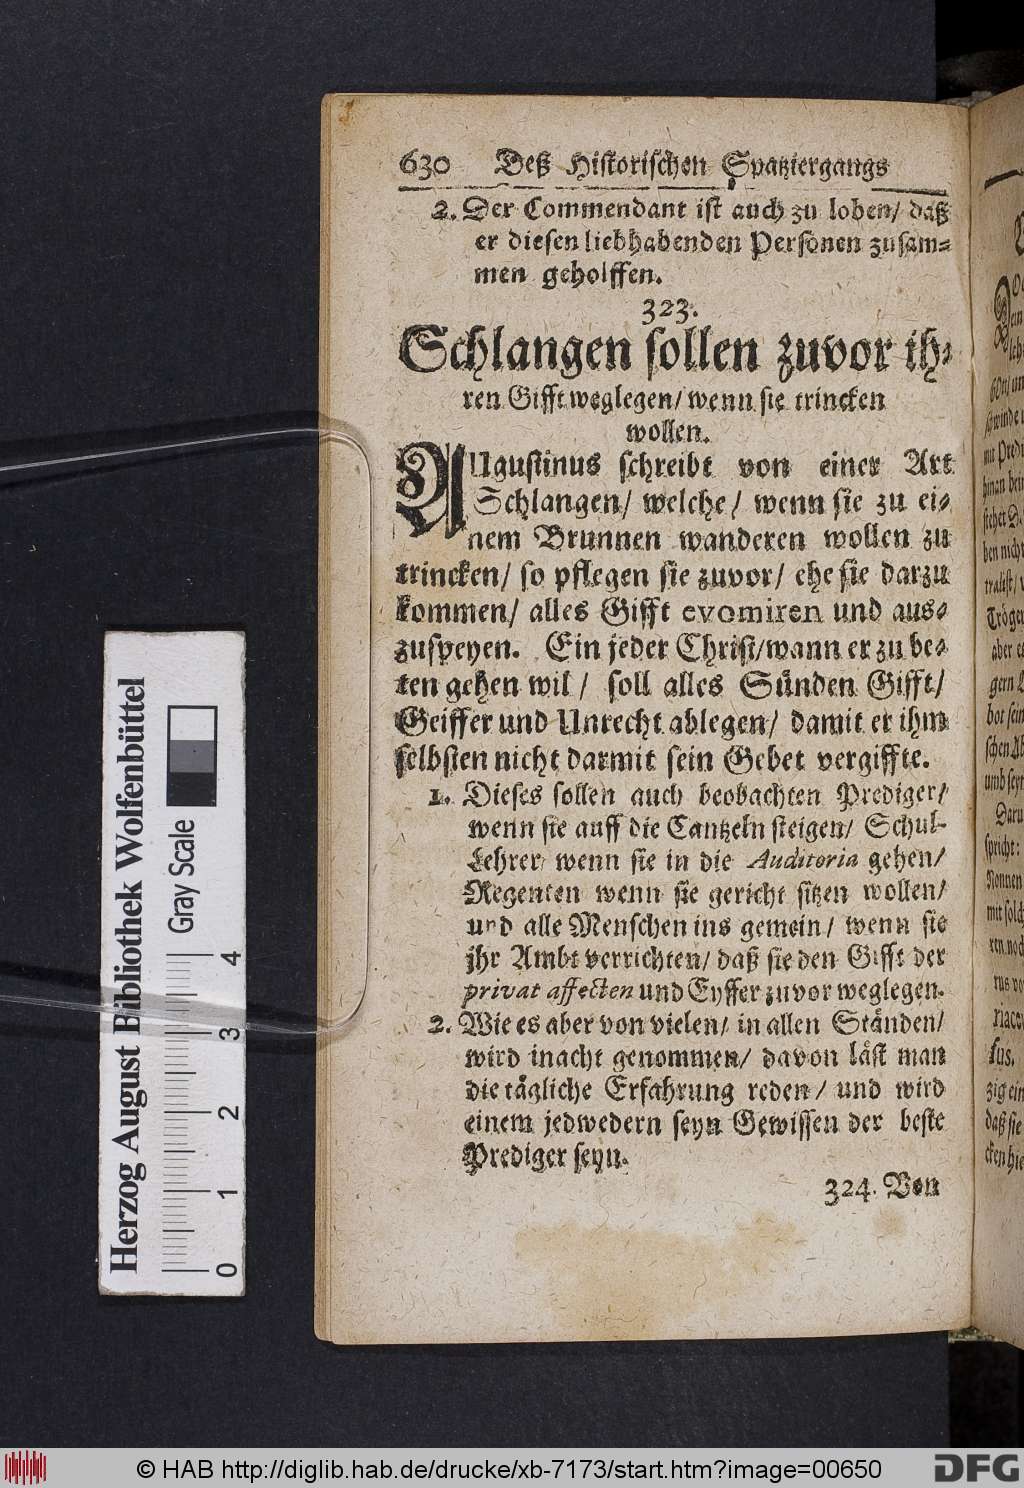 630 Deß Historischen Spatziergangs
2. Der Commendant ist auch zu loben/ daß
er diesen liebhabenden Personen zusam-
men geholffen.
323.
Schlangen sollen zuvor ih-
ren Gifft weglegen/ wenn sie trincken
wollen.
AUgustinus schreibt von einer Art
Schlangen/ welche/ wenn sie zu ei-
nem Brunnen wanderen wollen zu
trincken/ so pflegen sie zuvor/ ehe sie darzu
kommen/ alles Gifft evomiren und aus-
zuspeyen. Ein jeder Christ/ wann er zu be-
ten gehen wil/ soll alles Sünden Gifft/
Geiffer und Unrecht ablegen/ damit er ihm
selbsten nicht darmit sein Gebet vergiffte.
1. Dieses sollen auch beobachten Prediger/
wenn sie auff die Cantzeln steigen/ Schul-
Lehrer/ wenn sie in die Auditoria gehen/
Regenten wenn sie gericht sitzen wollen/
und alle Menschen ins gemein/ wenn sie
jhr Ambt verrichten/ daß sie den Gifft der
privat affecten und Eyffer zuvor weglegen.
2. Wie es aber von vielen/ in allen Ständen/
wird inacht genommen/ davon läst man
die tägliche Erfahrung reden/ und wird
einem jedwedern seyn Gewissen der beste
Prediger seyn.
324. Von
Herzog August Bibliothek Wolfenbüttel
Gray Scale
0 1 2 3 4
© HAB http://diglib.hab.de/drucke/xb-7173/start.htm?image=00650
DFG